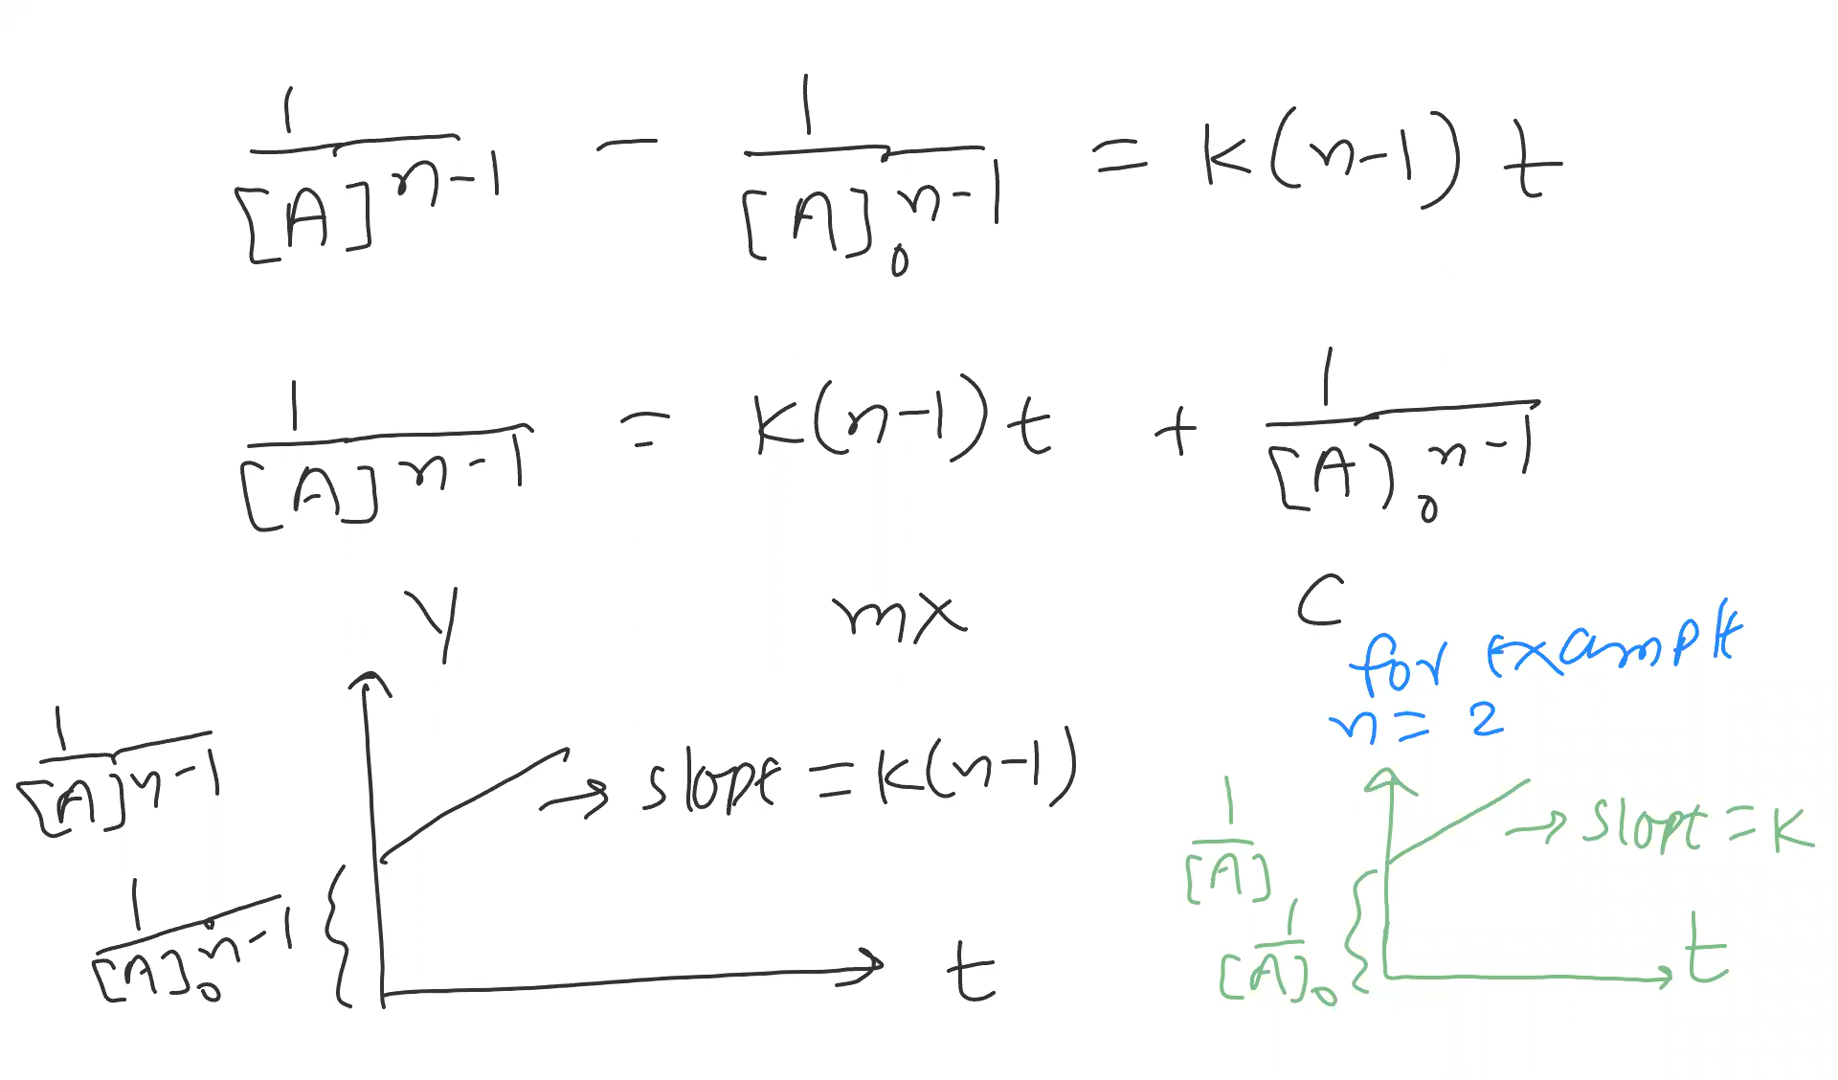 1/[A]^(n-1) - 1/[A]₀^(n-1) = k(n-1) t
1/[A]^(n-1) = k(n-1) t + 1/[A)₀^(n-1)
y mx C
for example
n = 2
1/[A]^(n-1)
→ slope = k(n-1)
1/[A]₀^(n-1)
t
1/[A]
→ slope = k
1/[A]₀
t